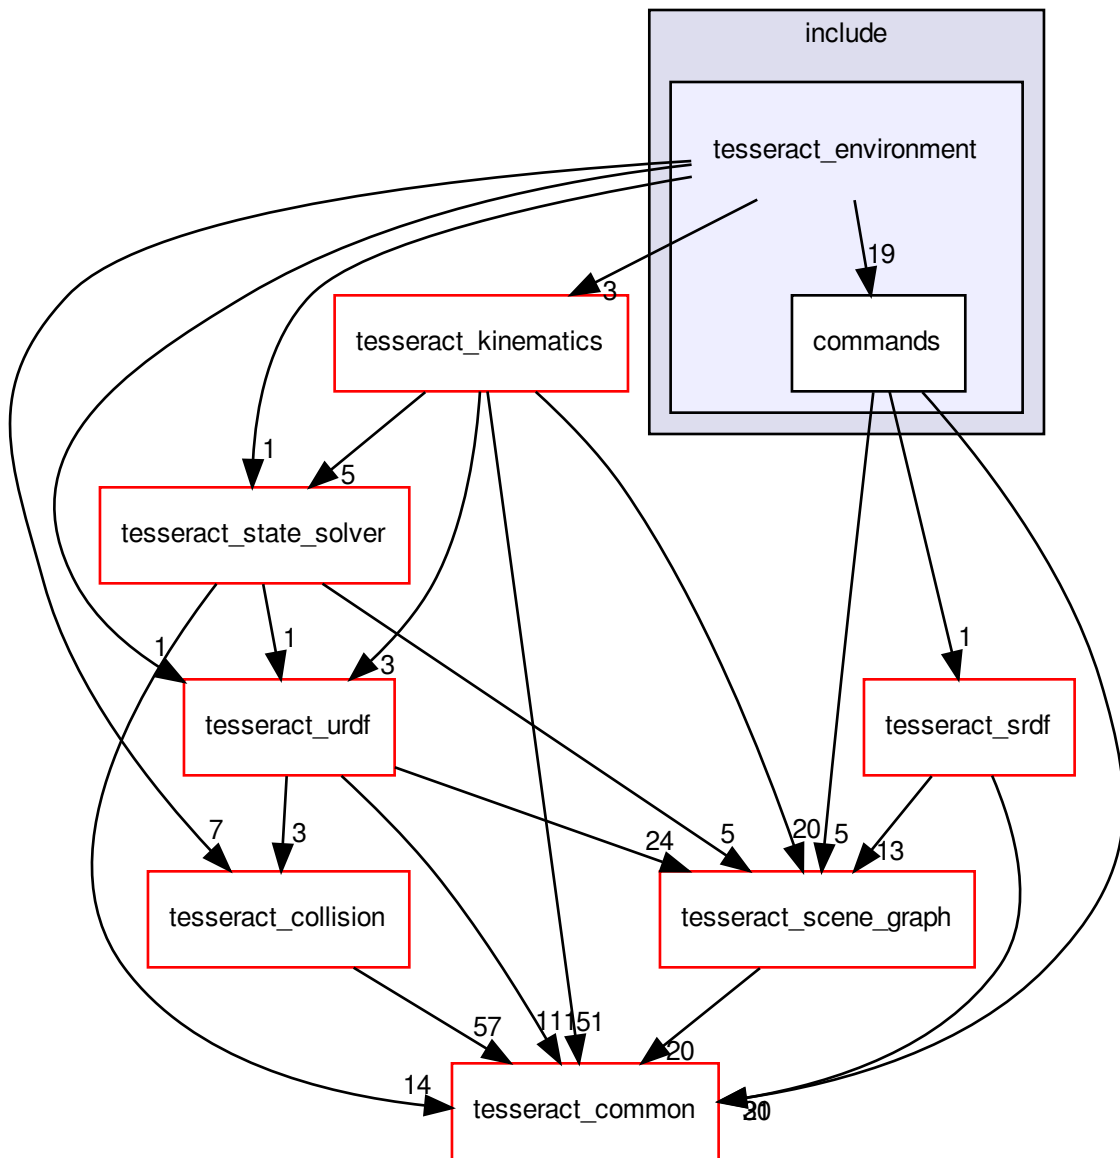 include
tesseract_environment
19
3
commands
tesseract_kinematics
1
5
tesseract_state_solver
1
1
3
1
tesseract_urdf
tesseract_srdf
7
3
24
5
20
5
13
tesseract_collision
tesseract_scene_graph
57
20
14
tesseract_common